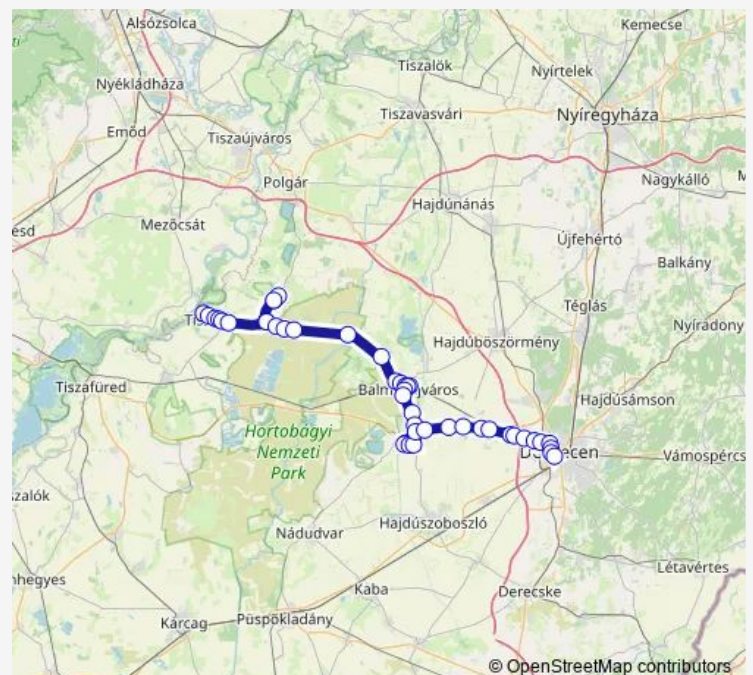 Alsózsolca
Kemecse
Tiszalök
Nyírtelek
Nyékládháza
Tiszavasvári
Nyíregyháza
Emőd
Tiszaújváros
Polgár
Nagykálló
Hajdúnánás
Mezőcsát
Újfehértó
Balkány
Téglás
Nyíradony
Hajdúböszörmény
Tiszafüred
Hajdúsámson
Hortobágyi
Nemzeti
Park
Vámospércs
Hajdúszoboszló
Nádudvar
Létavértes
Kaba
Derecske
Karcag
Püspökladány
© OpenStreetMap contributors